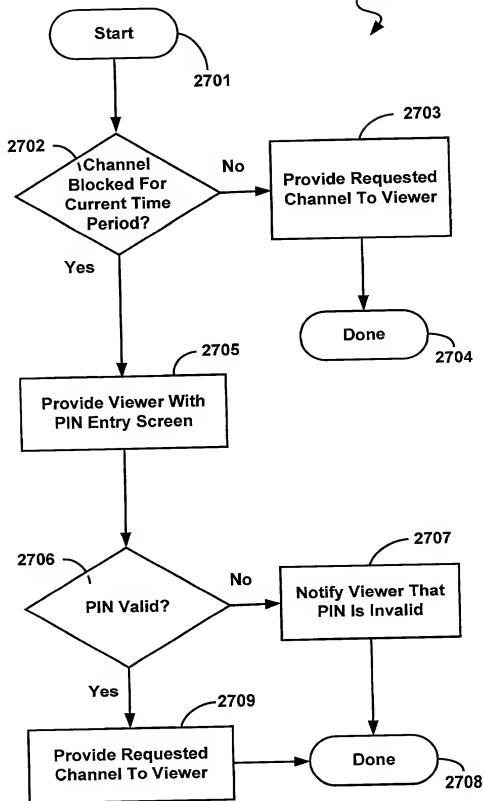 Start
2701
2702
Channel
Blocked For
Current Time
Period?
No
2703
Provide Requested
Channel To Viewer
Yes
Done
2704
2705
Provide Viewer With
PIN Entry Screen
2706
PIN Valid?
No
2707
Notify Viewer That
PIN Is Invalid
Yes
2709
Provide Requested
Channel To Viewer
Done
2708